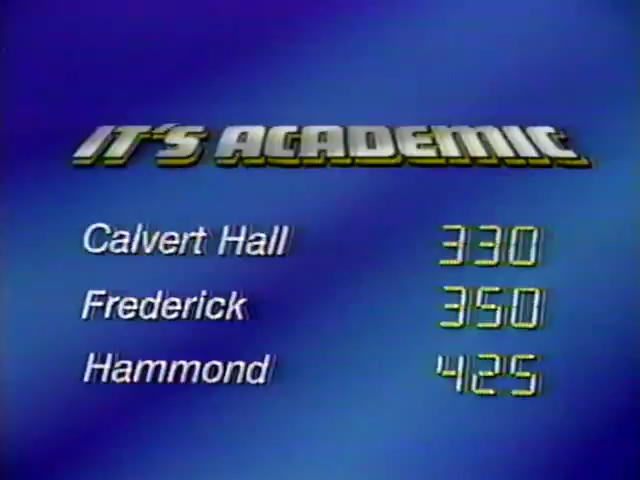 IT'S ACADEMIC
Calvert Hall 330
Frederick 350
Hammond 425